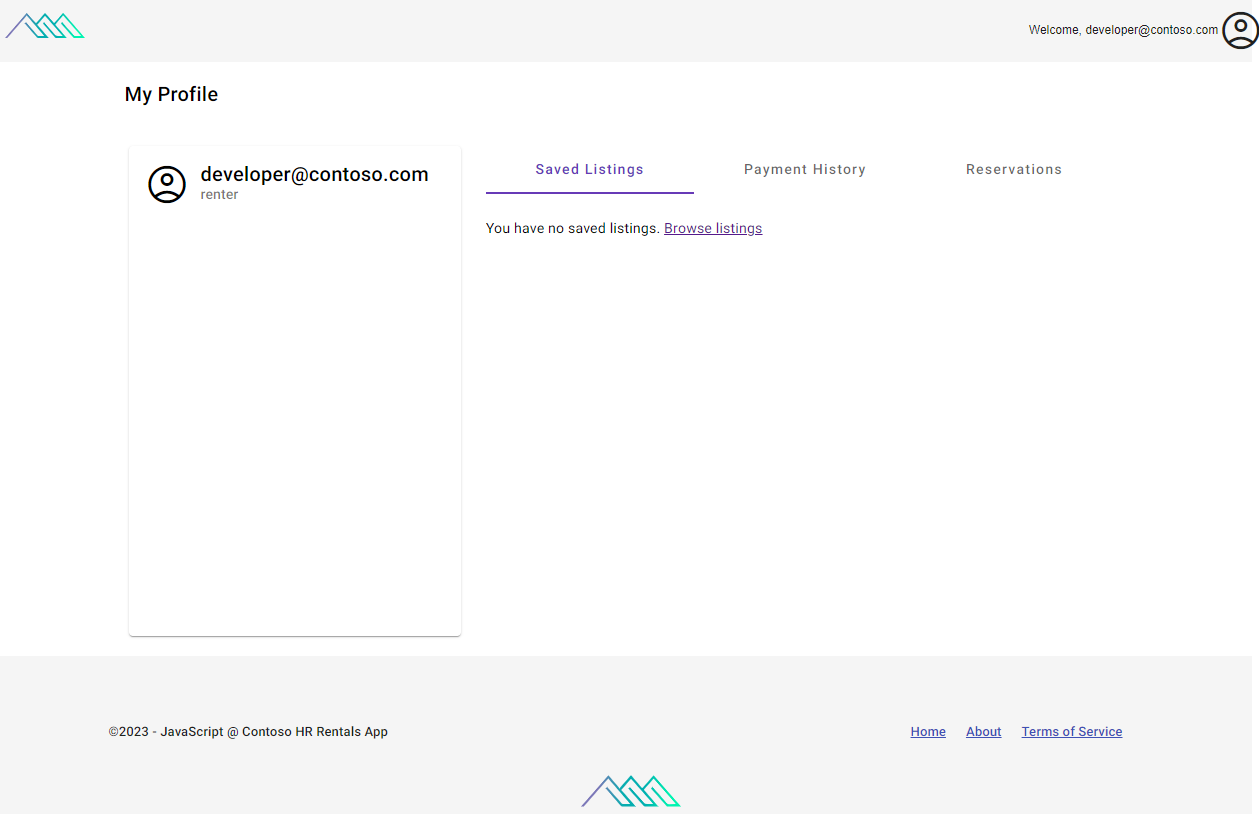 Welcome, developer@contoso.com
My Profile
developer@contoso.com
renter
Saved Listings
Payment History
Reservations
You have no saved listings. Browse listings
©2023 - JavaScript @ Contoso HR Rentals App
Home
About
Terms of Service